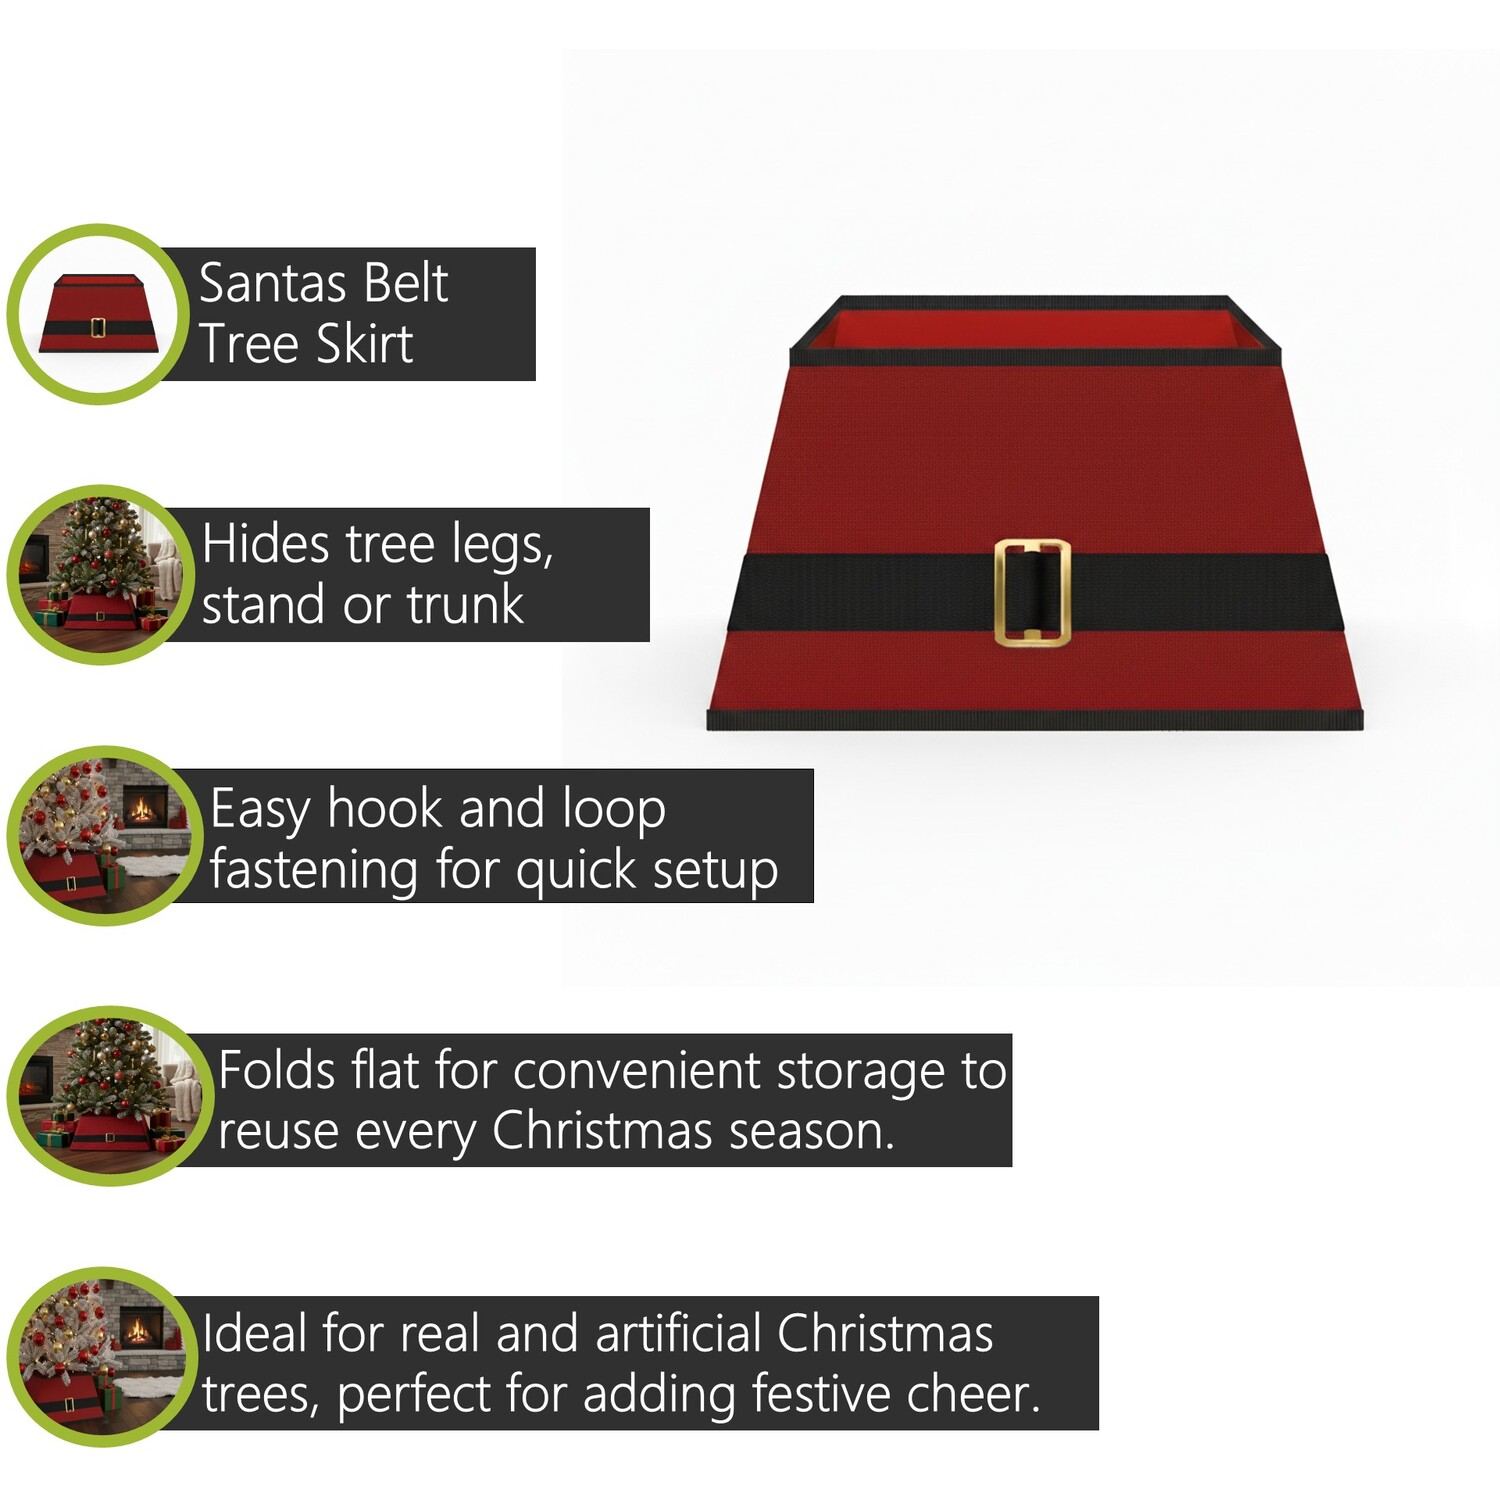 Santas Belt
Tree Skirt
Hides tree legs,
stand or trunk
Easy hook and loop
fastening for quick setup
Folds flat for convenient storage to
reuse every Christmas season.
Ideal for real and artificial Christmas
trees, perfect for adding festive cheer.